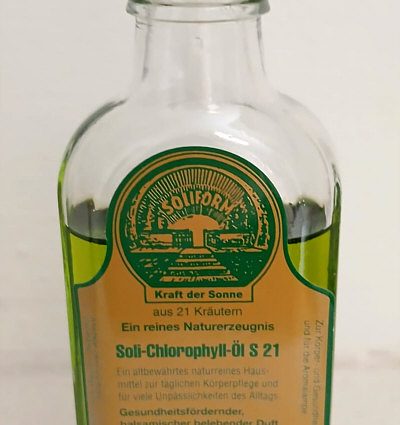 SOLIFORM
Kraft der Sonne
aus 21 Kräutern
Ein reines Naturerzeugnis
Soli-Chlorophyll-Öl S 21
Ein altbewährtes naturreines Haus-
mittel zur täglichen Körperpflege und
für viele Unpässlichkeiten des Alltags
Gesundheitsfördernder,
balsamischer belebender Duft
Zur Körper- und Gesundhei
und für die Aromalampe